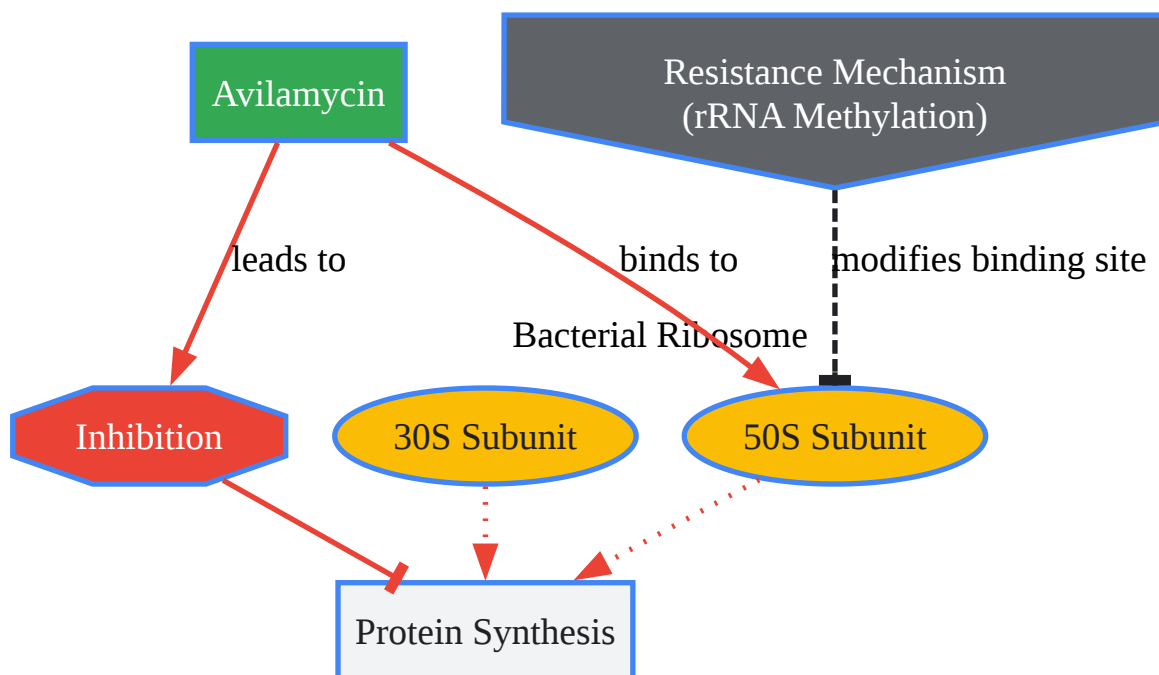 Avilamycin
Resistance Mechanism
(rRNA Methylation)
leads to
binds to
modifies binding site
Bacterial Ribosome
Inhibition
30S Subunit
50S Subunit
Protein Synthesis